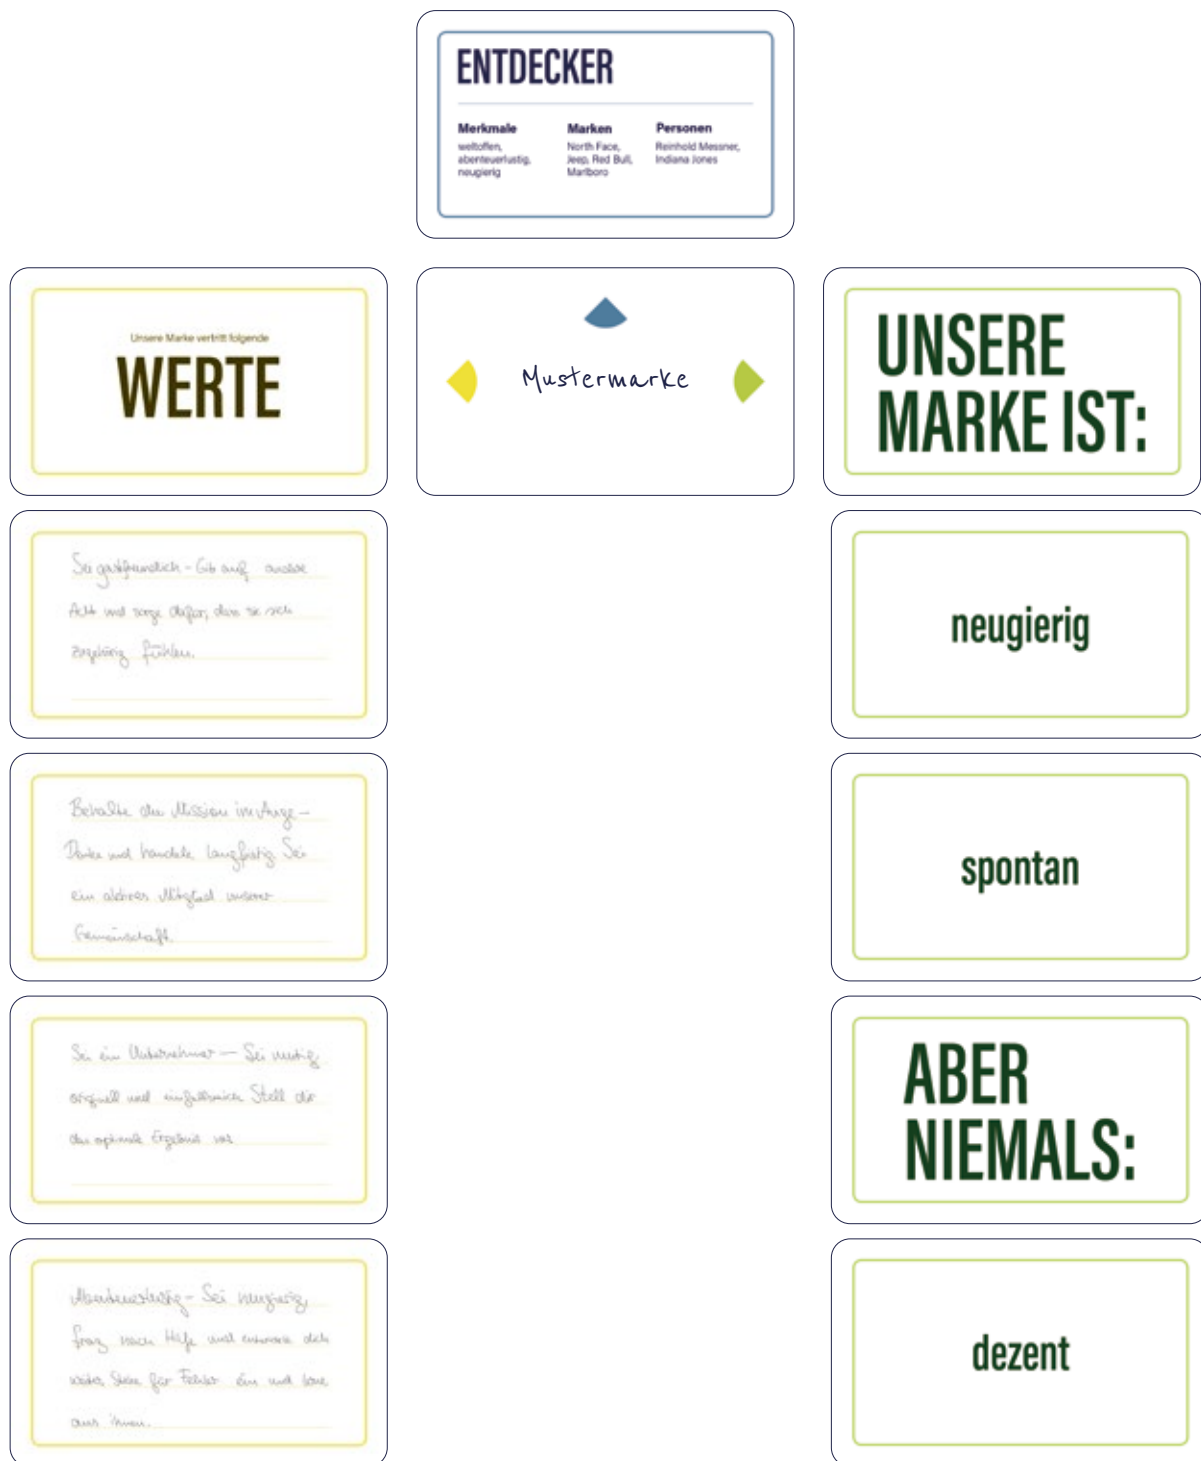 ENTDECKER
Merkmale
weltoffen,
abenteuerlustig,
neugierig
Marken
North Face,
Jeep, Red Bull,
Marlboro
Personen
Reinhold Messner,
Indiana Jones
Unsere Marke vertritt folgende
WERTE
Sei gastfreundlich - Gib auf andere
Acht und sorge dafür, dass sie sich
zugehörig fühlen.
Behalte die Mission im Auge -
Denke und handele langfristig. Sei
ein aktives Mitglied unserer
Gemeinschaft.
Sei ein Unternehmer - Sei mutig,
originell und einfallsreich. Stell dir
das optimale Ergebnis vor
Abenteuerlustig - Sei neugierig,
frag nach Hilfe und entwickle dich
weiter. Stehe für Fehler ein und lerne
aus ihnen.
Mustermarke
UNSERE
MARKE IST:
neugierig
spontan
ABER
NIEMALS:
dezent